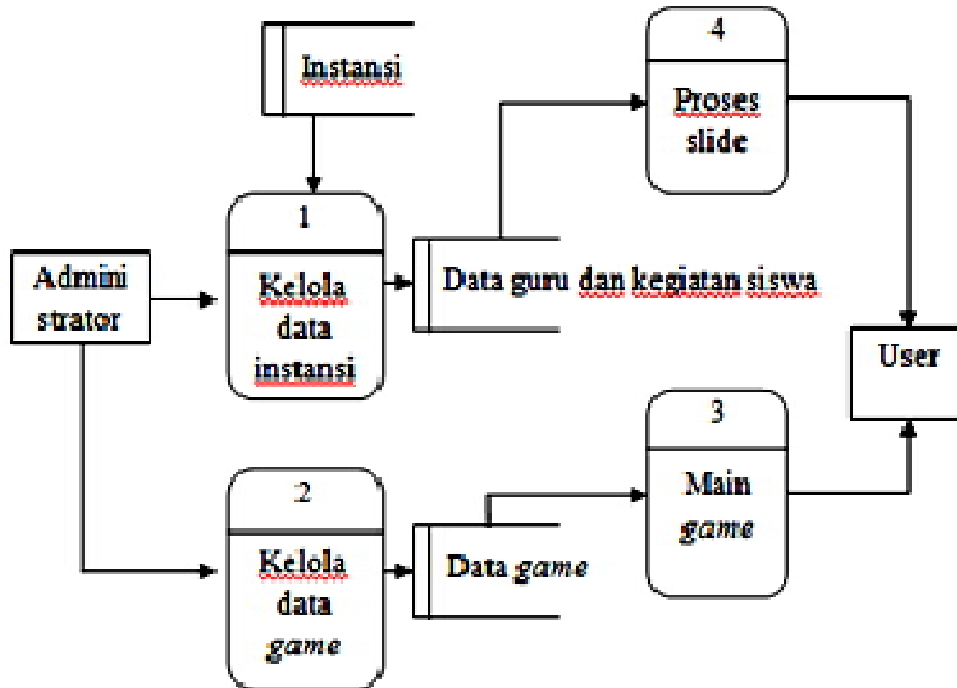 Instansi
4
Proses
slide
1
Kelola
data
instansi
Admini
strator
Data guru dan kegiatan siswa
User
3
Main
game
2
Kelola
data
game
Data game